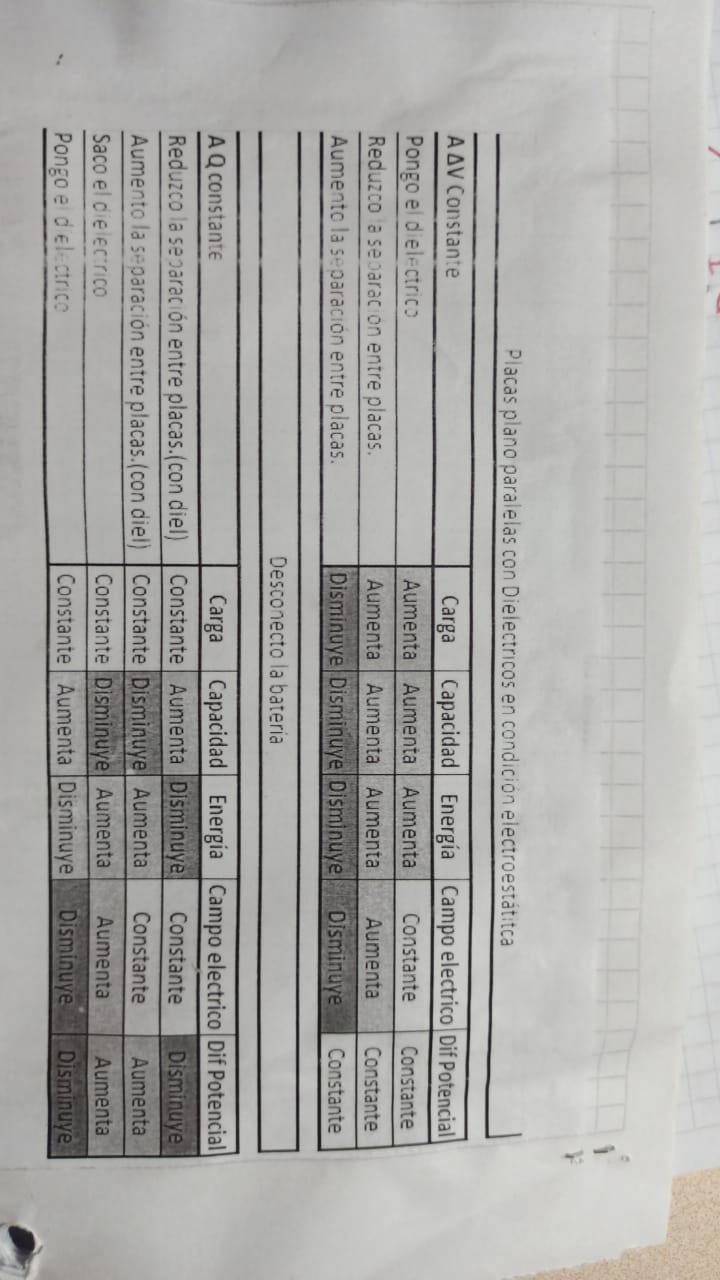 Placas plano paralelas con Dielectricos en condición electroestátitca
A ΔV Constante Carga Capacidad Energía Campo electrico Dif Potencial
Pongo el dielectrico Aumenta Aumenta Aumenta Constante Constante
Reduzco la separación entre placas. Aumenta Aumenta Aumenta Aumenta Constante
Aumento la separación entre placas. Disminuye Disminuye Disminuye Disminuye Constante
Desconecto la batería
A Q constante Carga Capacidad Energía Campo electrico Dif Potencial
Reduzco la separación entre placas.(con diel) Constante Aumenta Disminuye Constante Disminuye
Aumento la separación entre placas.(con diel) Constante Disminuye Aumenta Constante Aumenta
Saco el dielectrico Constante Disminuye Aumenta Aumenta Aumenta
Pongo el dielectrico Constante Aumenta Disminuye Disminuye Disminuye